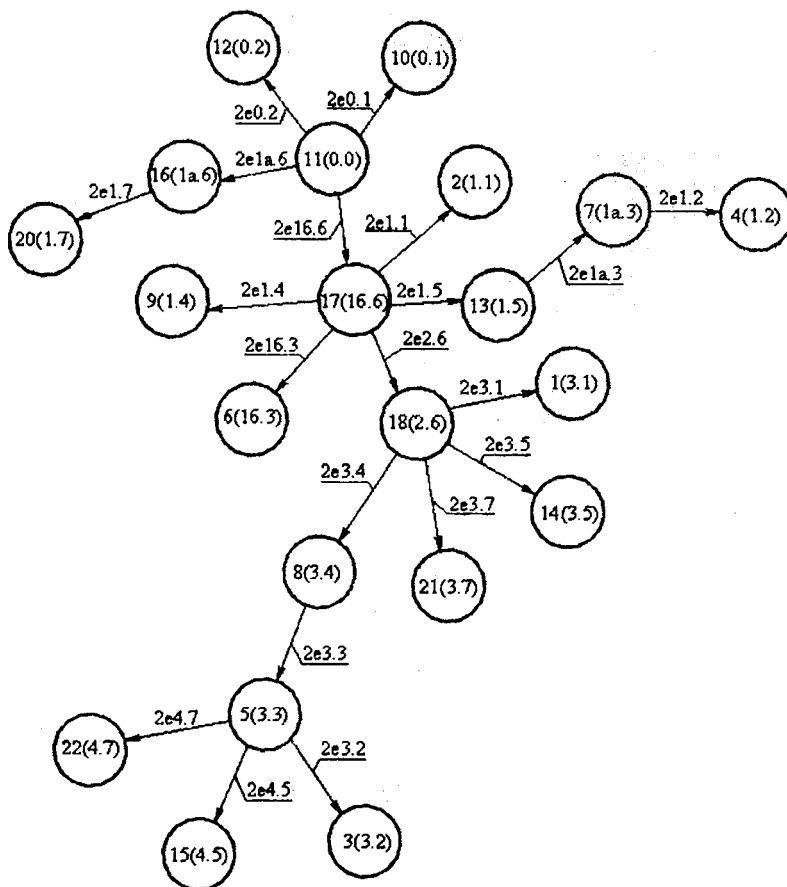 12(0.2)
10(0.1)
2e0.2
2e0.1
11(0.0)
16(1a.6)
2e1a.6
2e1.7
20(1.7)
2(1.1)
7(1a.3)
2e1.2
4(1.2)
2e16.6
2e1.1
2e1a.3
9(1.4)
2e1.4
17(16.6)
2e1.5
13(1.5)
2e16.3
2e2.6
6(16.3)
18(2.6)
2e3.1
1(3.1)
2e3.5
2e3.4
2e3.7
14(3.5)
8(3.4)
21(3.7)
2e3.3
5(3.3)
2e4.7
22(4.7)
2e3.2
2e4.5
15(4.5)
3(3.2)